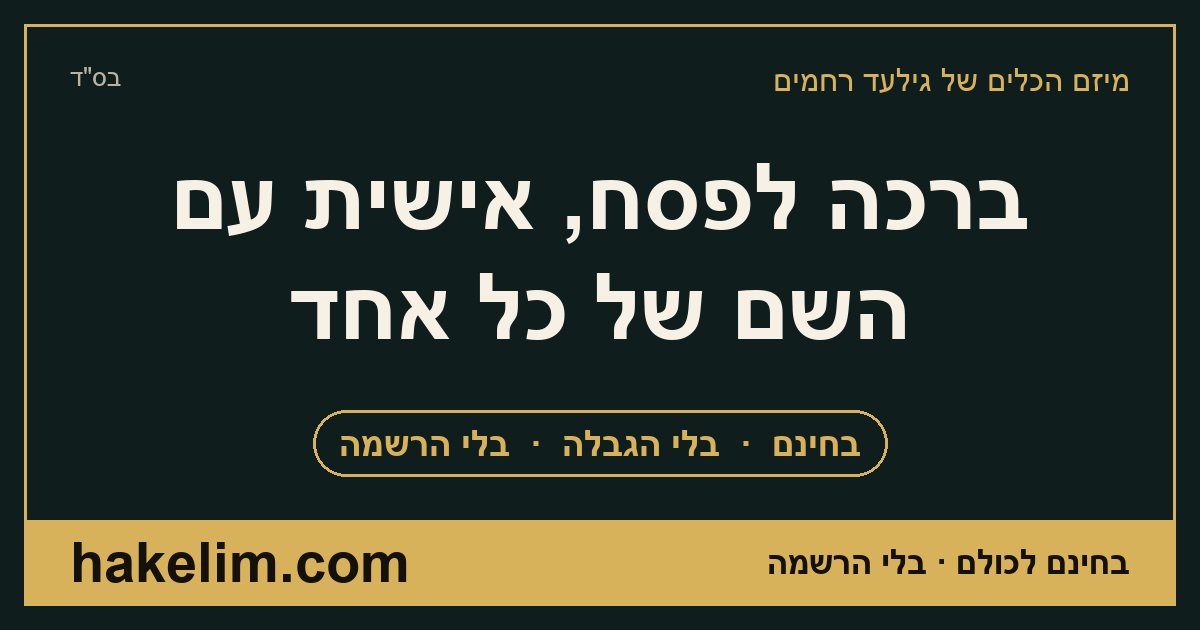 מיזם הכלים של גילעד רחמים
בס"ד
ברכה לפסח, אישית עם
השם של כל אחד
בחינם · בלי הגבלה · בלי הרשמה
בחינם לכולם · בלי הרשמה
hakelim.com